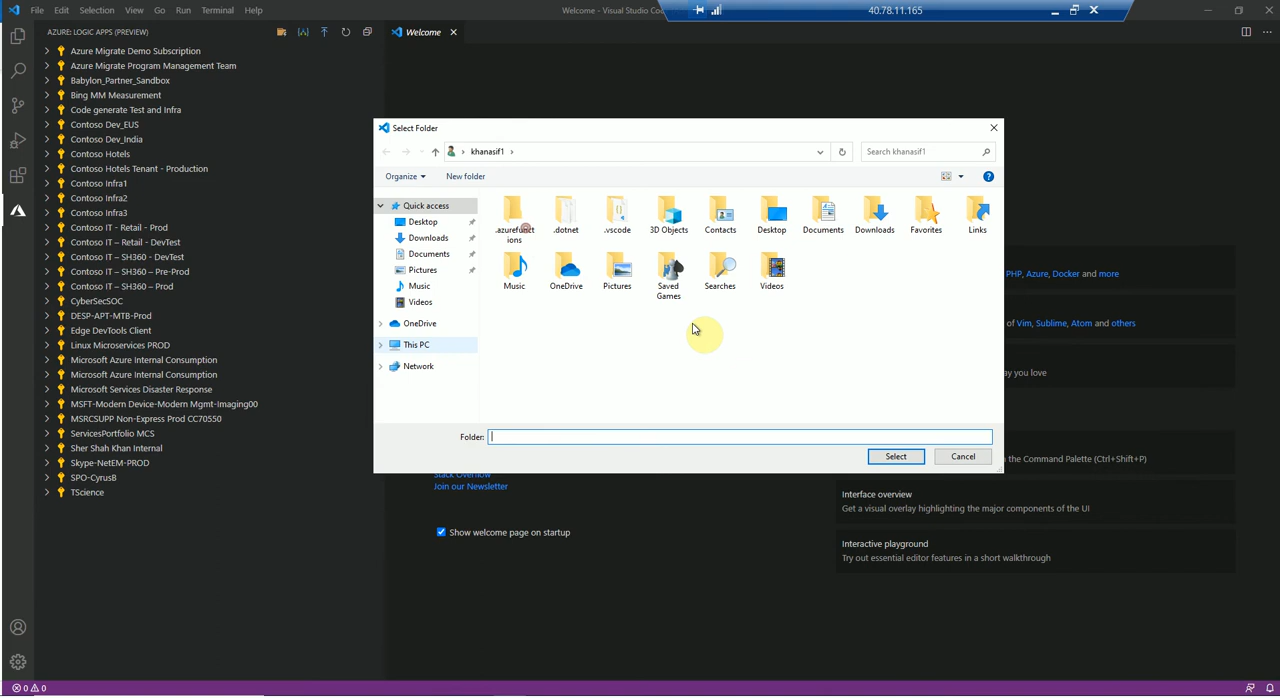 File Edit Selection View Go Run Terminal Help
Welcome - Visual Studio Co
40.78.11.165
AZURE: LOGIC APPS (PREVIEW)
Welcome
Azure Migrate Demo Subscription
Azure Migrate Program Management Team
Babylon_Partner_Sandbox
Bing MM Measurement
Code generate Test and Infra
Contoso Dev_EUS
Contoso Dev_India
Contoso Hotels
Contoso Hotels Tenant - Production
Contoso Infra1
Contoso Infra2
Contoso Infra3
Contoso IT - Retail - Prod
Contoso IT – Retail - DevTest
Contoso IT – SH360 - DevTest
Contoso IT – SH360 – Pre-Prod
Contoso IT – SH360 – Prod
CyberSecSOC
DESP-APT-MTB-Prod
Edge DevTools Client
Linux Microservices PROD
Microsoft Azure Internal Consumption
Microsoft Azure Internal Consumption
Microsoft Services Disaster Response
MSFT-Modern Device-Modern Mgmt-Imaging00
MSRCSUPP Non-Express Prod CC70550
ServicesPortfolio MCS
Sher Shah Khan Internal
Skype-NetEM-PROD
SPO-CyrusB
TScience
Select Folder
khanasif1
Search khanasif1
Organize
New folder
Quick access
Desktop
Downloads
Documents
Pictures
Music
Videos
OneDrive
This PC
Network
.azurefunctions
.dotnet
.vscode
3D Objects
Contacts
Desktop
Documents
Downloads
Favorites
Links
Music
OneDrive
Pictures
Saved Games
Searches
Videos
Folder:
Select
Cancel
PHP, Azure, Docker and more
of Vim, Sublime, Atom and others
ay you love
the Command Palette (Ctrl+Shift+P)
Stack Overflow
Join our Newsletter
Show welcome page on startup
Interface overview
Get a visual overlay highlighting the major components of the UI
Interactive playground
Try out essential editor features in a short walkthrough
0 0